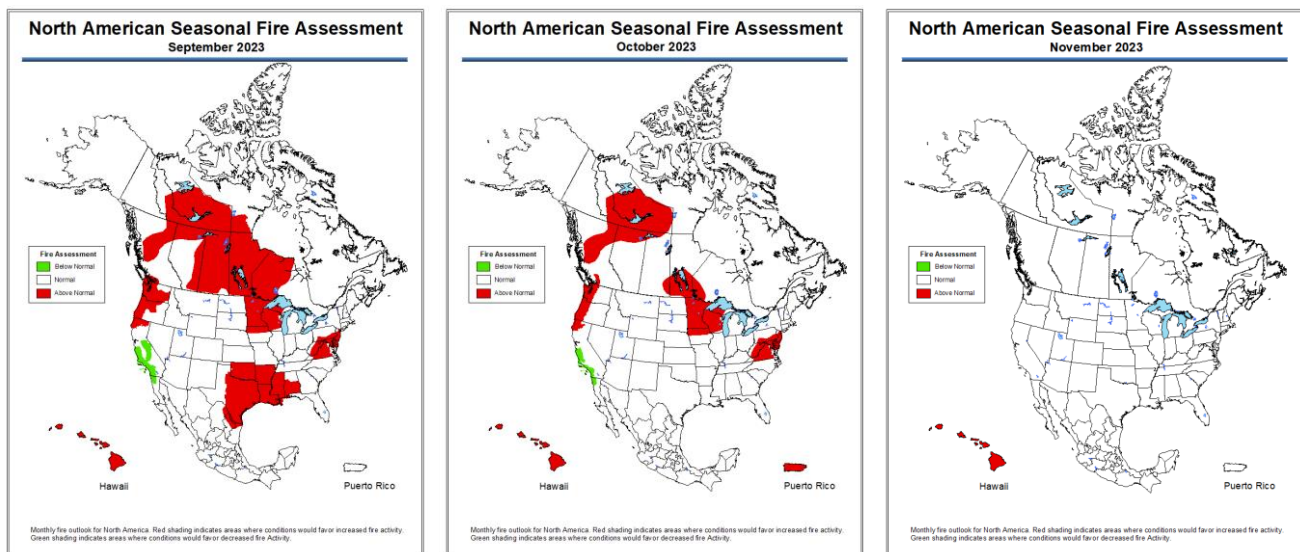 North American Seasonal Fire Assessment
September 2023
Fire Assessment
Below Normal
Normal
Above Normal
Hawaii
Puerto Rico
Monthly fire outlook for North America. Red shading indicates areas where conditions would favor increased fire activity.
Green shading indicates areas where conditions would favor decreased fire Activity.
North American Seasonal Fire Assessment
October 2023
Fire Assessment
Below Normal
Normal
Above Normal
Hawaii
Puerto Rico
Monthly fire outlook for North America. Red shading indicates areas where conditions would favor increased fire activity.
Green shading indicates areas where conditions would favor decreased fire Activity.
North American Seasonal Fire Assessment
November 2023
Fire Assessment
Below Normal
Normal
Above Normal
Hawaii
Puerto Rico
Monthly fire outlook for North America. Red shading indicates areas where conditions would favor increased fire activity.
Green shading indicates areas where conditions would favor decreased fire Activity.